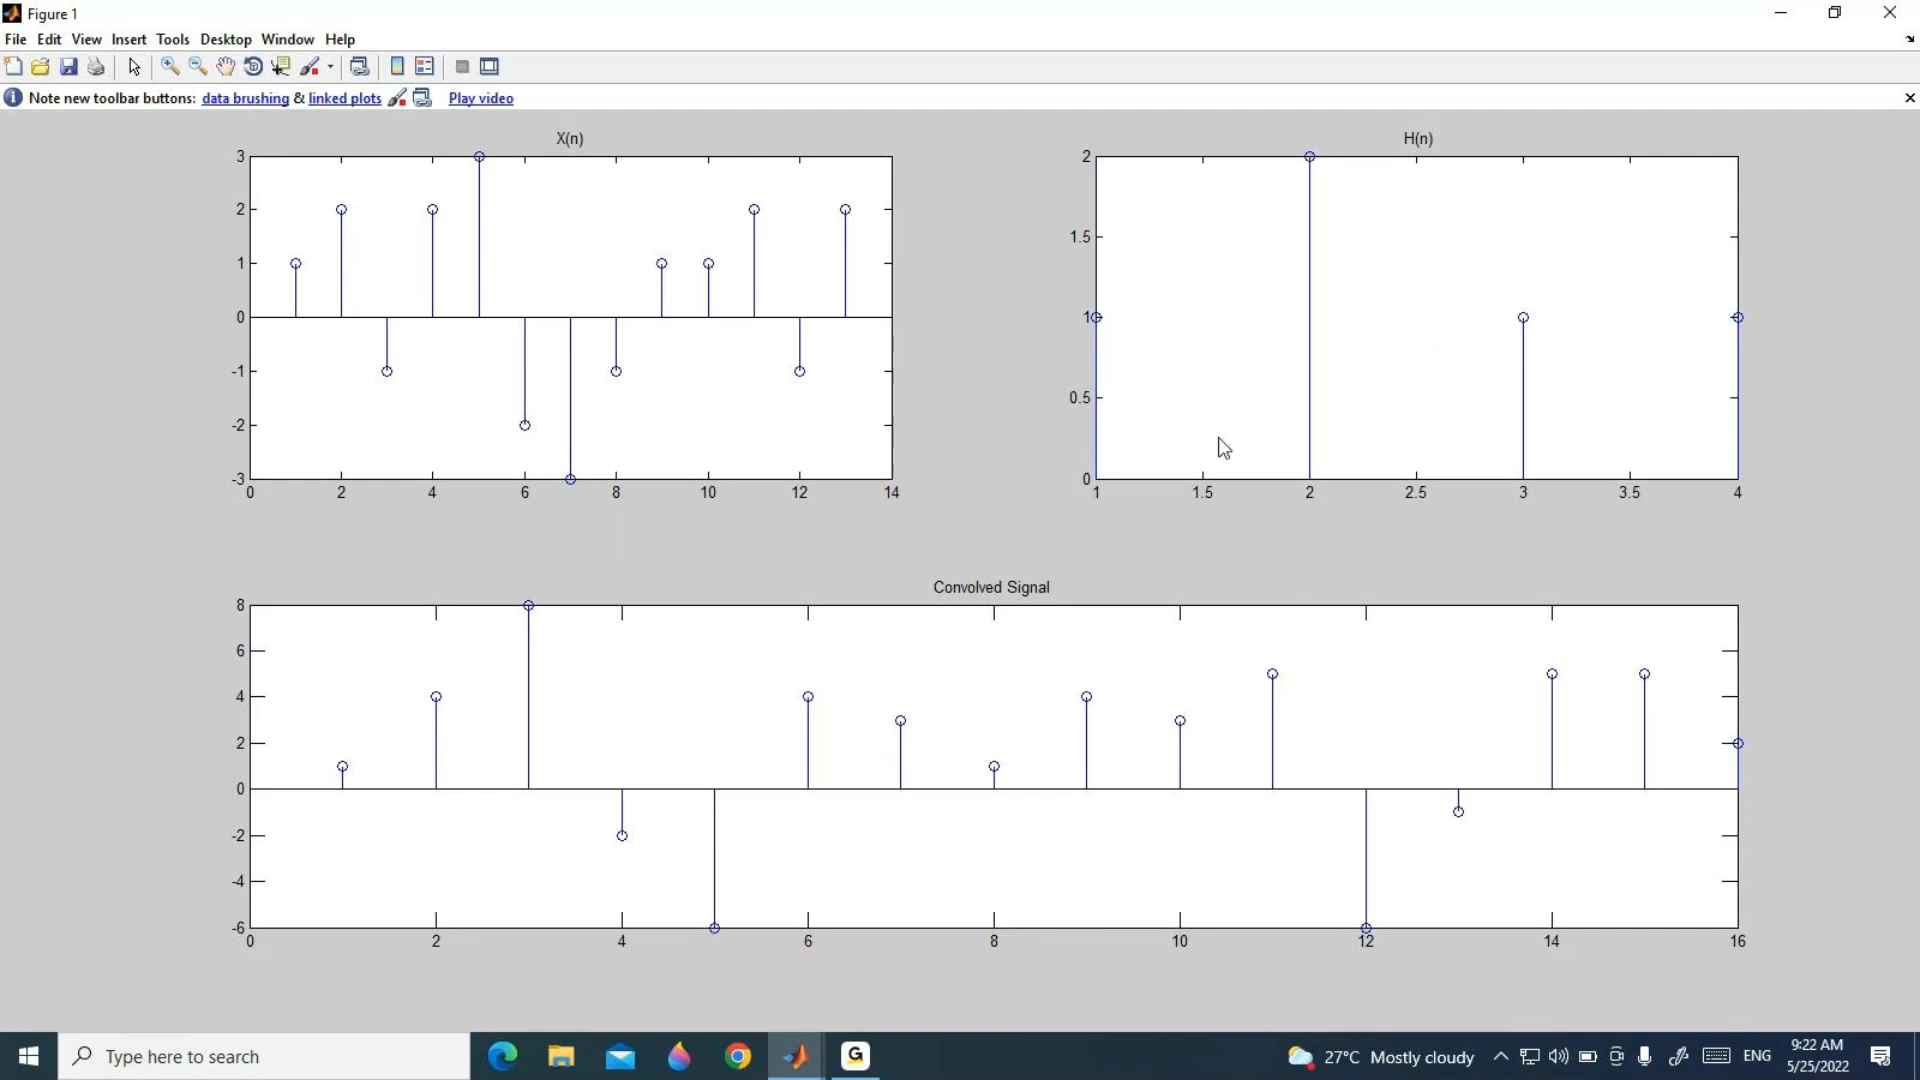 Figure 1
File Edit View Insert Tools Desktop Window Help
Note new toolbar buttons: data brushing & linked plots Play video
X(n)
3
2
1
0
-1
-2
-3
0 2 4 6 8 10 12 14
H(n)
2
1.5
1
0.5
0
1 1.5 2 2.5 3 3.5 4
Convolved Signal
8
6
4
2
0
-2
-4
-6
0 2 4 6 8 10 12 14 16
Type here to search
G
27°C Mostly cloudy
ENG
9:22 AM
5/25/2022